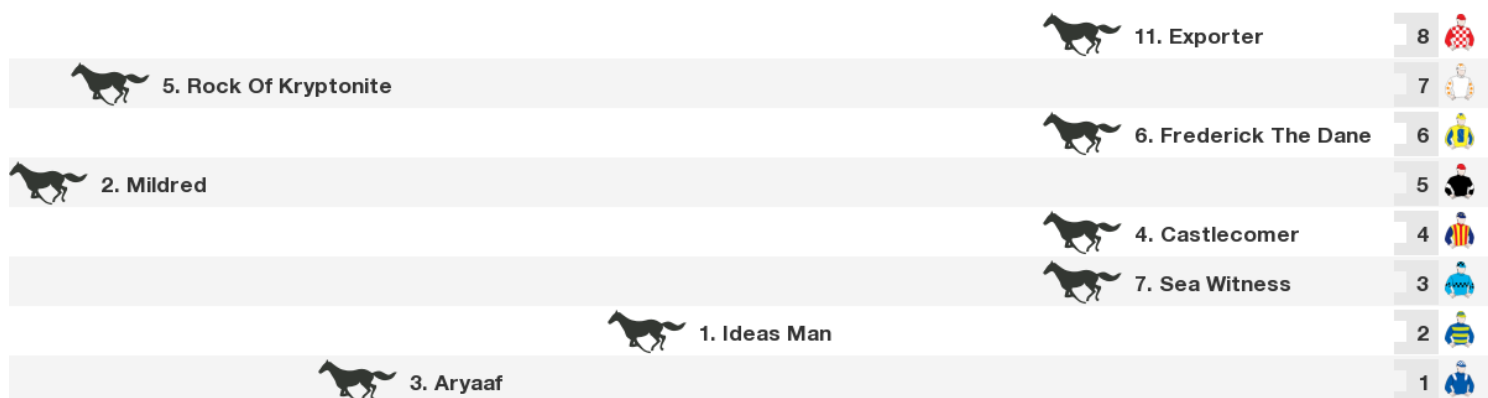 11. Exporter 8
5. Rock Of Kryptonite 7
6. Frederick The Dane 6
2. Mildred 5
4. Castlecomer 4
7. Sea Witness 3
1. Ideas Man 2
3. Aryaaf 1